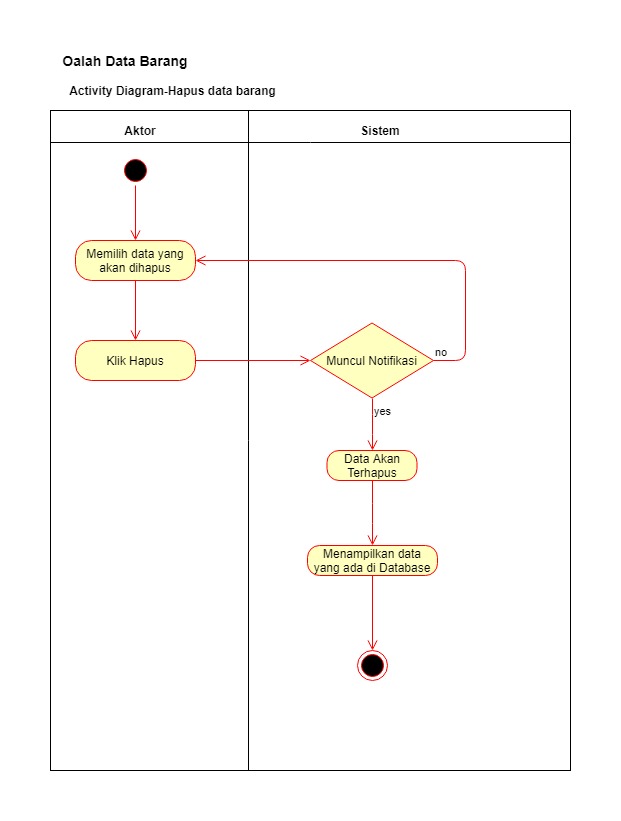 Oalah Data Barang
Activity Diagram-Hapus data barang
Aktor
Sistem
Memilih data yang
akan dihapus
Klik Hapus
Muncul Notifikasi
no
yes
Data Akan
Terhapus
Menampilkan data
yang ada di Database